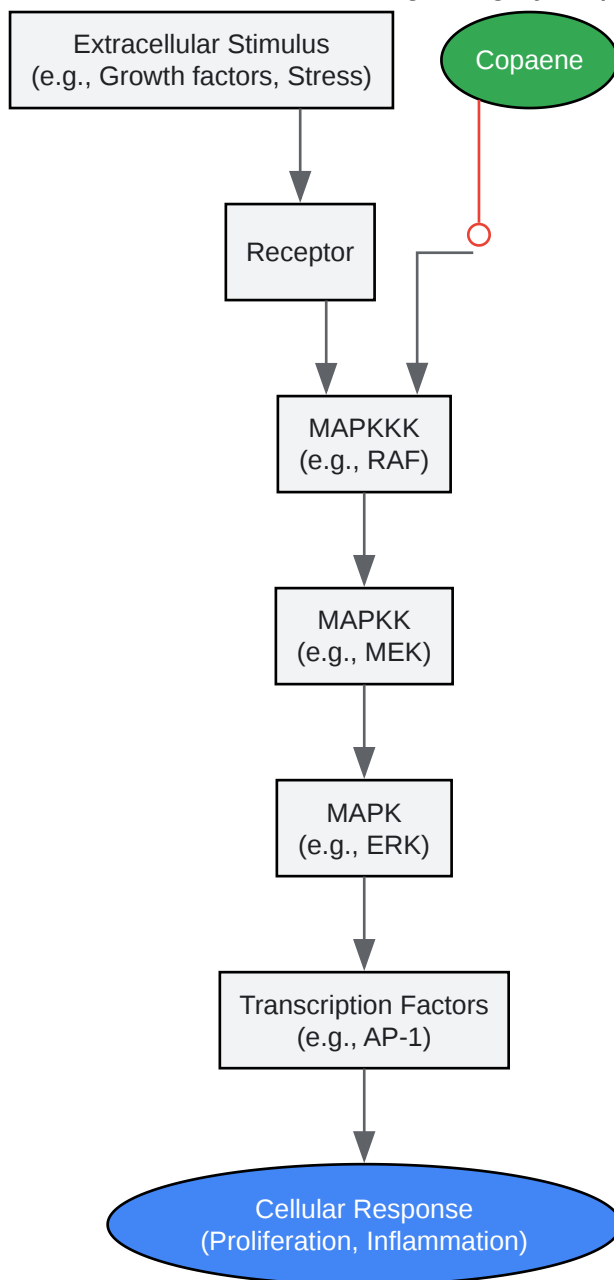 Extracellular Stimulus
(e.g., Growth factors, Stress)
Copaene
Receptor
MAPKKK
(e.g., RAF)
MAPKK
(e.g., MEK)
MAPK
(e.g., ERK)
Transcription Factors
(e.g., AP-1)
Cellular Response
(Proliferation, Inflammation)